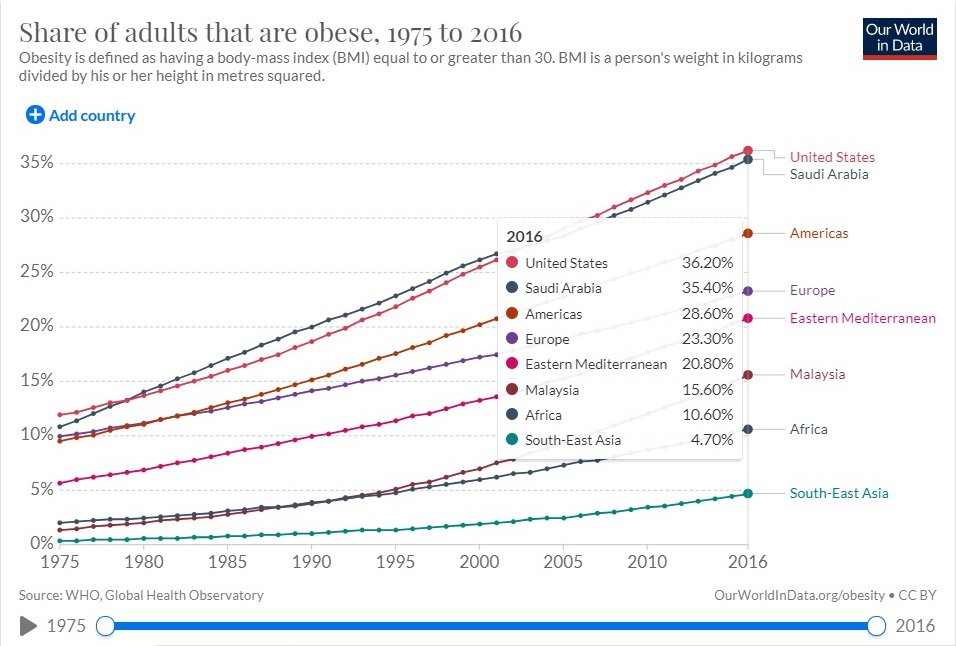 Share of adults that are obese, 1975 to 2016
Our World
in Data
Obesity is defined as having a body-mass index (BMI) equal to or greater than 30. BMI is a person's weight in kilograms
divided by his or her height in metres squared.
Add country
35%
30%
25%
20%
15%
10%
5%
0%
1975 1980 1985 1990 1995 2000 2005 2010 2016
2016
United States 36.20%
Saudi Arabia 35.40%
Americas 28.60%
Europe 23.30%
Eastern Mediterranean 20.80%
Malaysia 15.60%
Africa 10.60%
South-East Asia 4.70%
United States
Saudi Arabia
Americas
Europe
Eastern Mediterranean
Malaysia
Africa
South-East Asia
Source: WHO, Global Health Observatory
OurWorldInData.org/obesity • CC BY
1975 2016